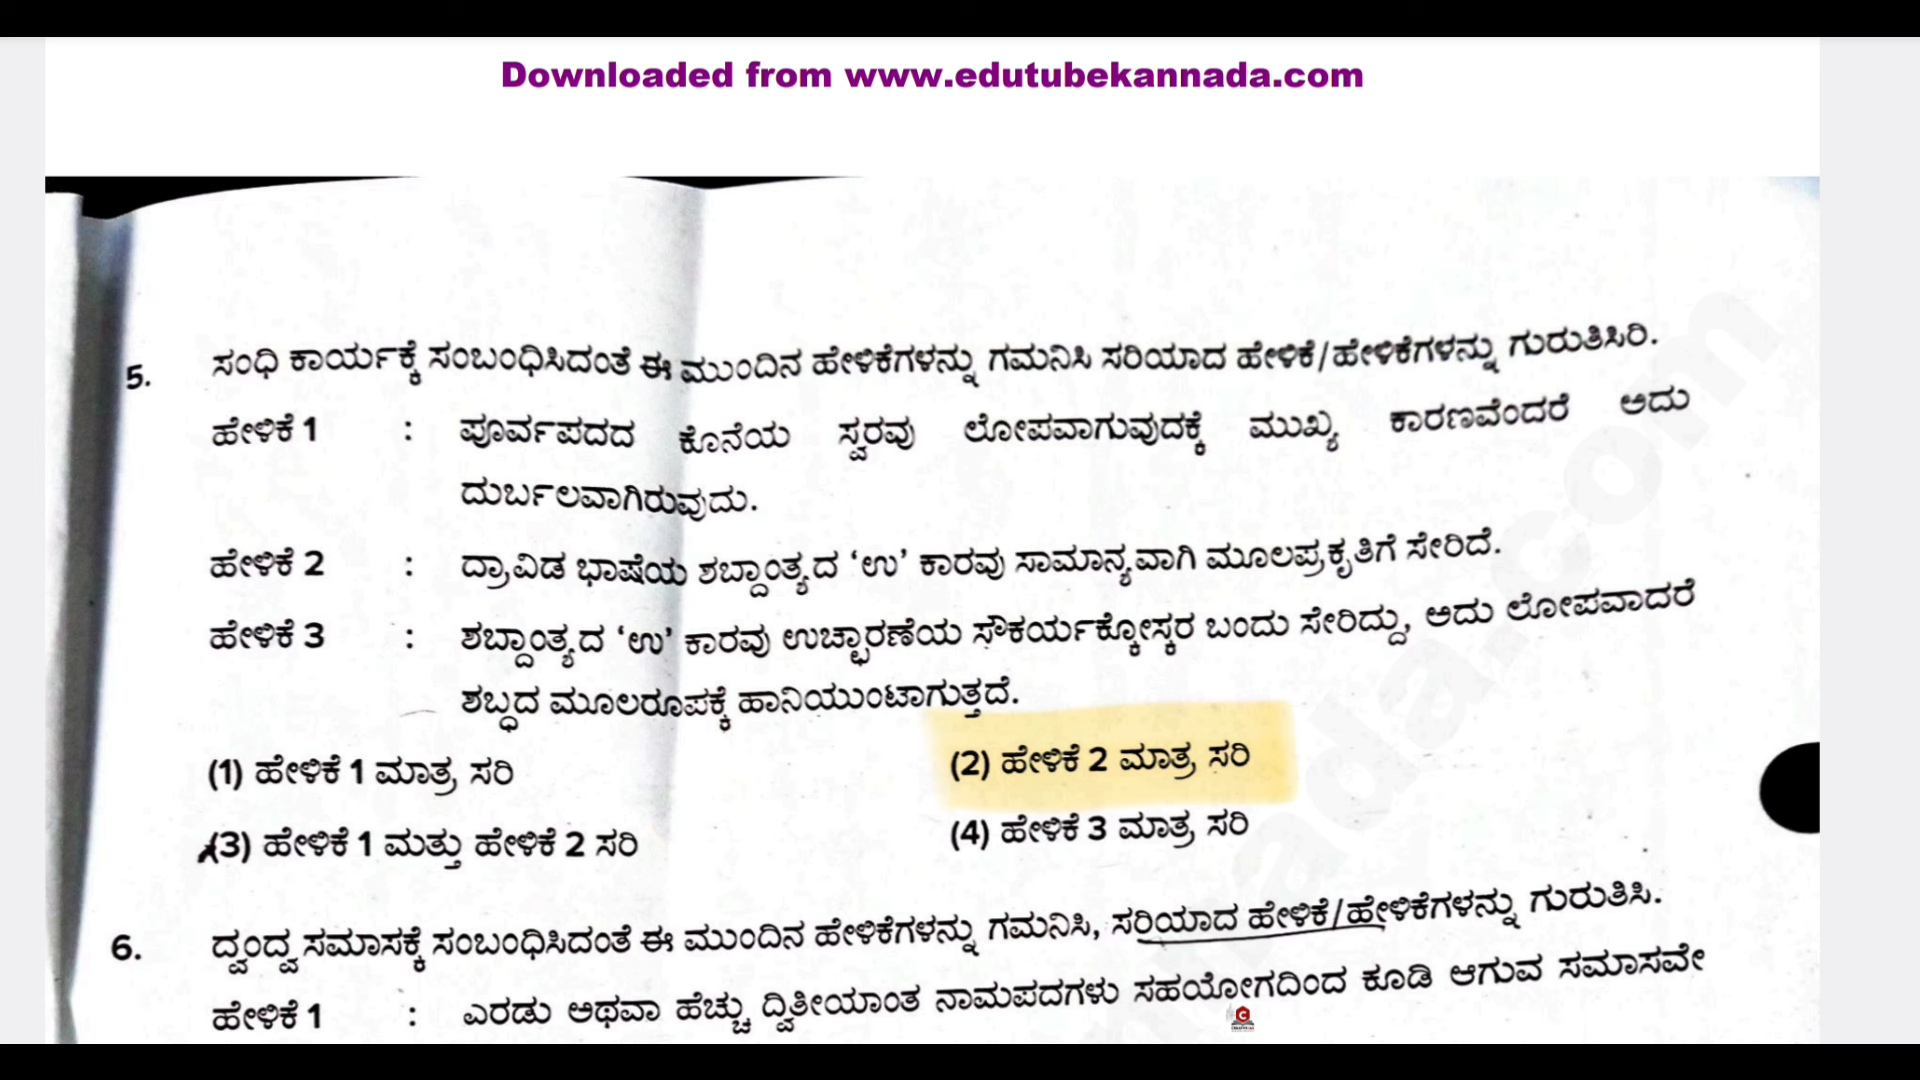 Downloaded from www.edutubekannada.com
5. ಸಂಧಿ ಕಾರ್ಯಕ್ಕೆ ಸಂಬಂಧಿಸಿದಂತೆ ಈ ಮುಂದಿನ ಹೇಳಿಕೆಗಳನ್ನು ಗಮನಿಸಿ ಸರಿಯಾದ ಹೇಳಿಕೆ/ಹೇಳಿಕೆಗಳನ್ನು ಗುರುತಿಸಿರಿ.
ಹೇಳಿಕೆ 1 : ಪೂರ್ವಪದದ ಕೊನೆಯ ಸ್ವರವು ಲೋಪವಾಗುವುದಕ್ಕೆ ಮುಖ್ಯ ಕಾರಣವೆಂದರೆ ಅದು
ದುರ್ಬಲವಾಗಿರುವುದು.
ಹೇಳಿಕೆ 2 : ದ್ರಾವಿಡ ಭಾಷೆಯ ಶಬ್ದಾಂತ್ಯದ ‘ಉ’ ಕಾರವು ಸಾಮಾನ್ಯವಾಗಿ ಮೂಲಪ್ರಕೃತಿಗೆ ಸೇರಿದೆ.
ಹೇಳಿಕೆ 3 : ಶಬ್ದಾಂತ್ಯದ ‘ಉ’ ಕಾರವು ಉಚ್ಛಾರಣೆಯ ಸೌಕರ್ಯಕ್ಕೋಸ್ಕರ ಬಂದು ಸೇರಿದ್ದು, ಅದು ಲೋಪವಾದರೆ
ಶಬ್ಧದ ಮೂಲರೂಪಕ್ಕೆ ಹಾನಿಯುಂಟಾಗುತ್ತದೆ.
(1) ಹೇಳಿಕೆ 1 ಮಾತ್ರ ಸರಿ (2) ಹೇಳಿಕೆ 2 ಮಾತ್ರ ಸರಿ
(3) ಹೇಳಿಕೆ 1 ಮತ್ತು ಹೇಳಿಕೆ 2 ಸರಿ (4) ಹೇಳಿಕೆ 3 ಮಾತ್ರ ಸರಿ
6. ದ್ವಂದ್ವ ಸಮಾಸಕ್ಕೆ ಸಂಬಂಧಿಸಿದಂತೆ ಈ ಮುಂದಿನ ಹೇಳಿಕೆಗಳನ್ನು ಗಮನಿಸಿ, ಸರಿಯಾದ ಹೇಳಿಕೆ/ಹೇಳಿಕೆಗಳನ್ನು ಗುರುತಿಸಿ.
ಹೇಳಿಕೆ 1 : ಎರಡು ಅಥವಾ ಹೆಚ್ಚು ದ್ವಿತೀಯಾಂತ ನಾಮಪದಗಳು ಸಹಯೋಗದಿಂದ ಕೂಡಿ ಆಗುವ ಸಮಾಸವೇ